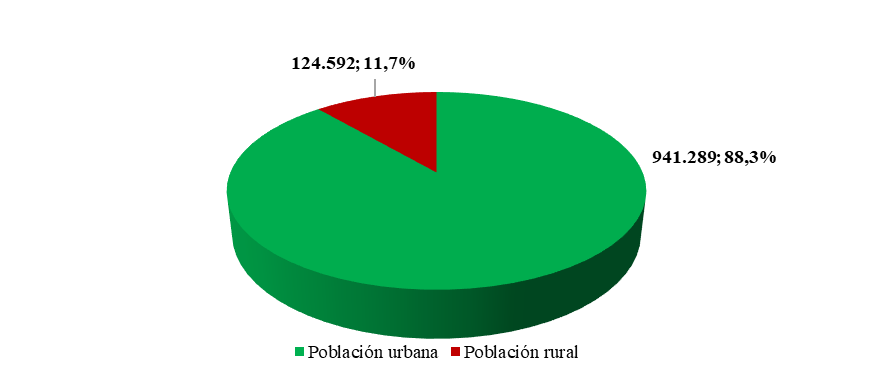 124.592; 11,7%
941.289; 88,3%
Población urbana
Población rural